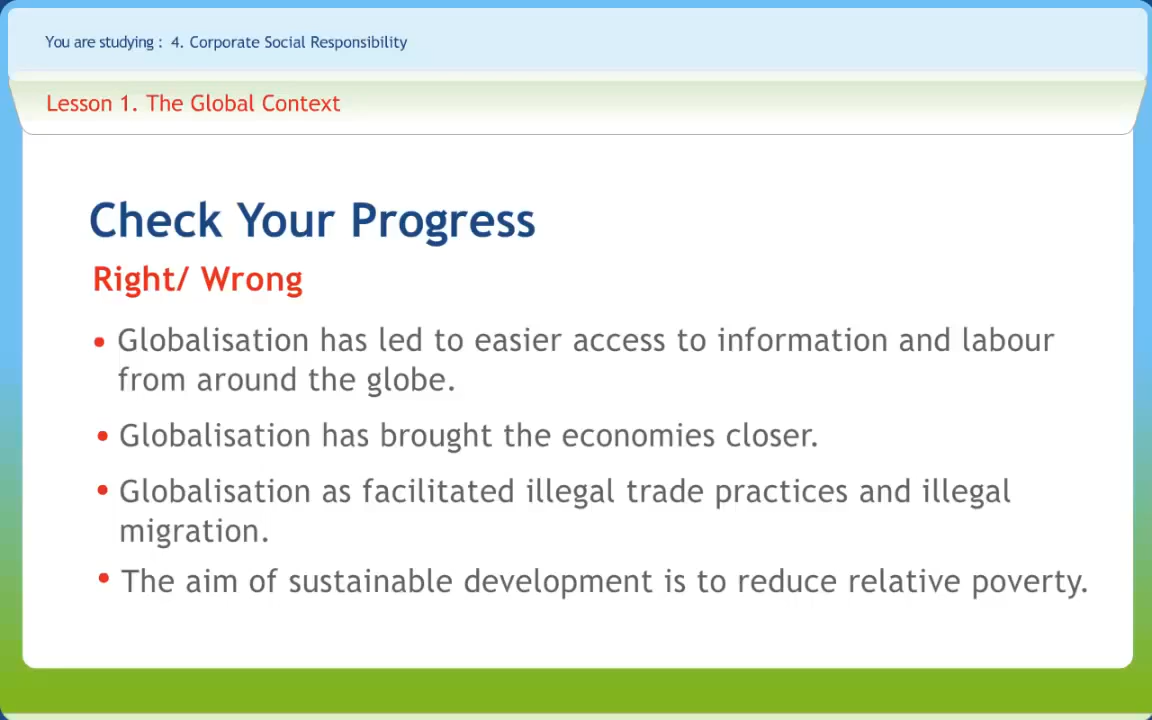 You are studying : 4. Corporate Social Responsibility
Lesson 1. The Global Context
Check Your Progress
Right/ Wrong
• Globalisation has led to easier access to information and labour
from around the globe.
• Globalisation has brought the economies closer.
• Globalisation as facilitated illegal trade practices and illegal
migration.
• The aim of sustainable development is to reduce relative poverty.